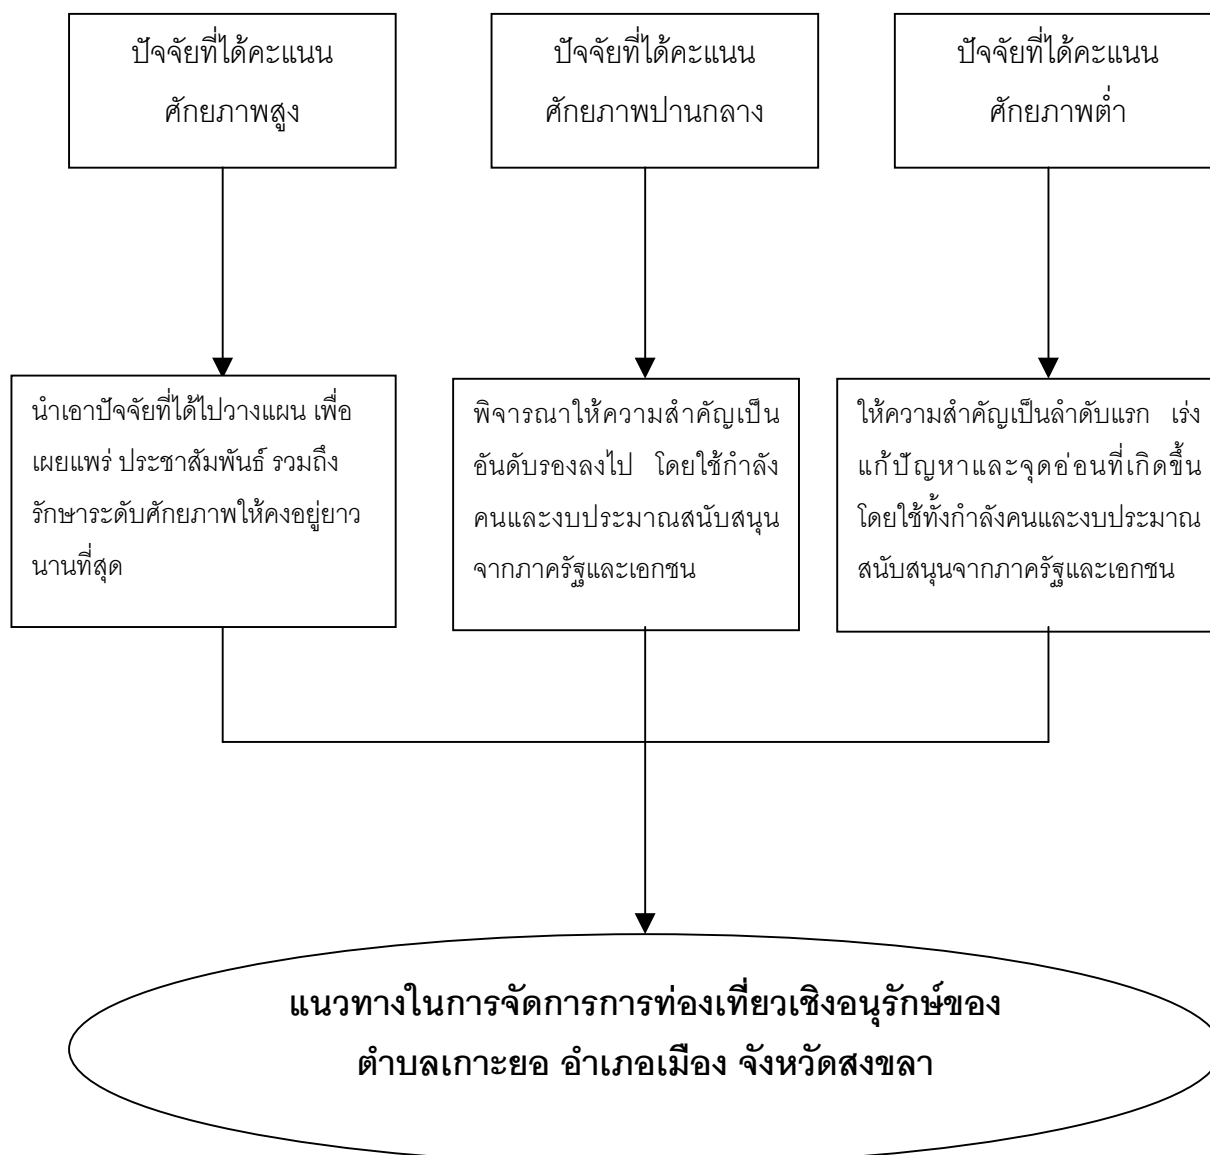 ปัจจัยที่ได้คะแนน
ศักยภาพสูง
ปัจจัยที่ได้คะแนน
ศักยภาพปานกลาง
ปัจจัยที่ได้คะแนน
ศักยภาพต่ำ
นำเอาปัจจัยที่ได้ไปวางแผน เพื่อ
เผยแพร่ ประชาสัมพันธ์ รวมถึง
รักษาระดับศักยภาพให้คงอยู่ยาว
นานที่สุด
พิจารณาให้ความสำคัญเป็น
อันดับรองลงไป โดยใช้กำลัง
คนและงบประมาณสนับสนุน
จากภาครัฐและเอกชน
ให้ความสำคัญเป็นลำดับแรก เร่ง
แก้ปัญหาและจุดอ่อนที่เกิดขึ้น
โดยใช้ทั้งกำลังคนและงบประมาณ
สนับสนุนจากภาครัฐและเอกชน
แนวทางในการจัดการการท่องเที่ยวเชิงอนุรักษ์ของ
ตำบลเกาะยอ อำเภอเมือง จังหวัดสงขลา